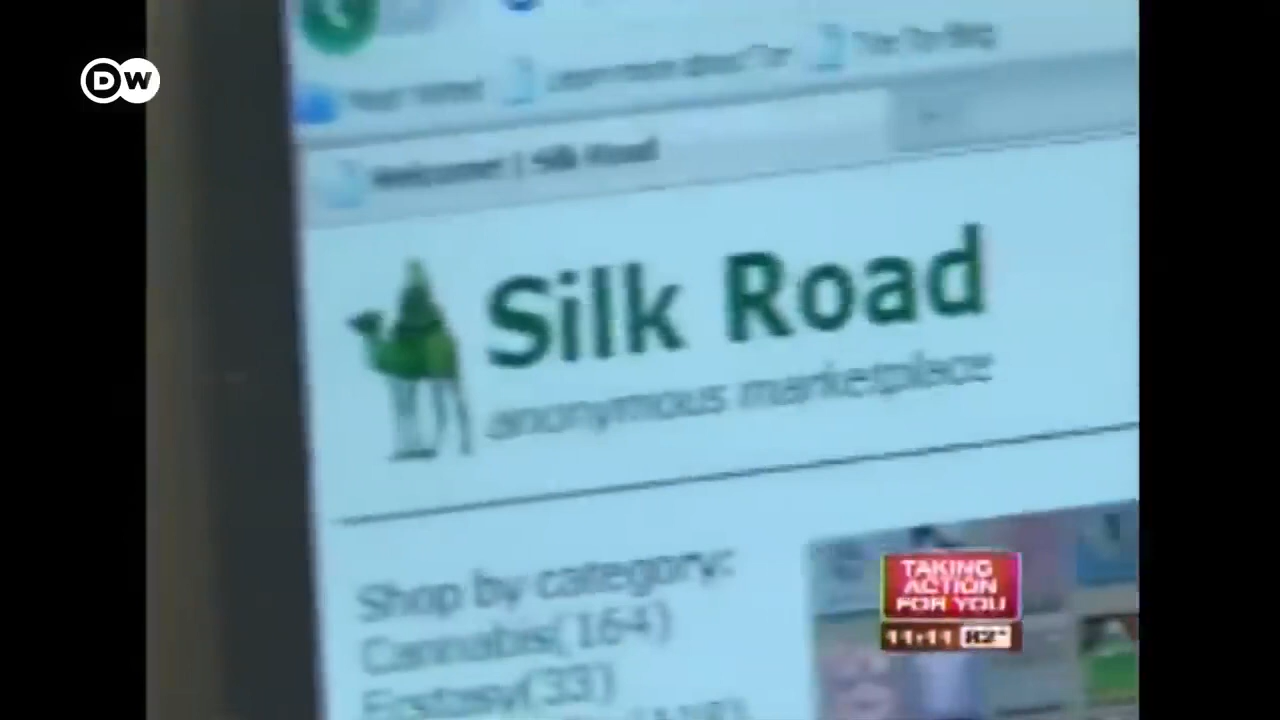 DW
Welcome! | Silk Road
Silk Road
anonymous marketplace
Shop by category:
Cannabis(164)
Ecstasy(33)
TAKING
ACTION
FOR YOU
11:11 82°